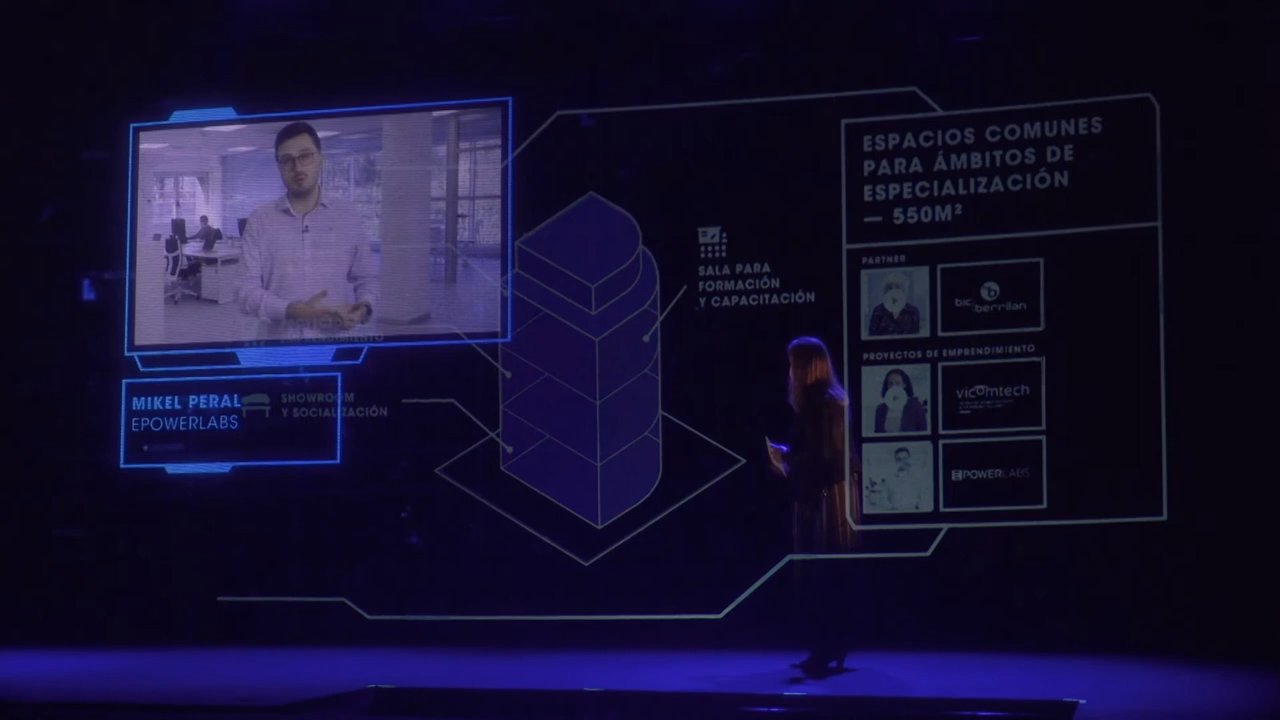 MIKEL PERAL
EPOWERLABS
SHOWROOM
Y SOCIALIZACIÓN
SALA PARA
FORMACIÓN
Y CAPACITACIÓN
ESPACIOS COMUNES
PARA ÁMBITOS DE
ESPECIALIZACIÓN
— 550M²
PARTNER
bic
berrilan
PROYECTOS DE EMPRENDIMIENTO
vicomtech
EPOWERLABS